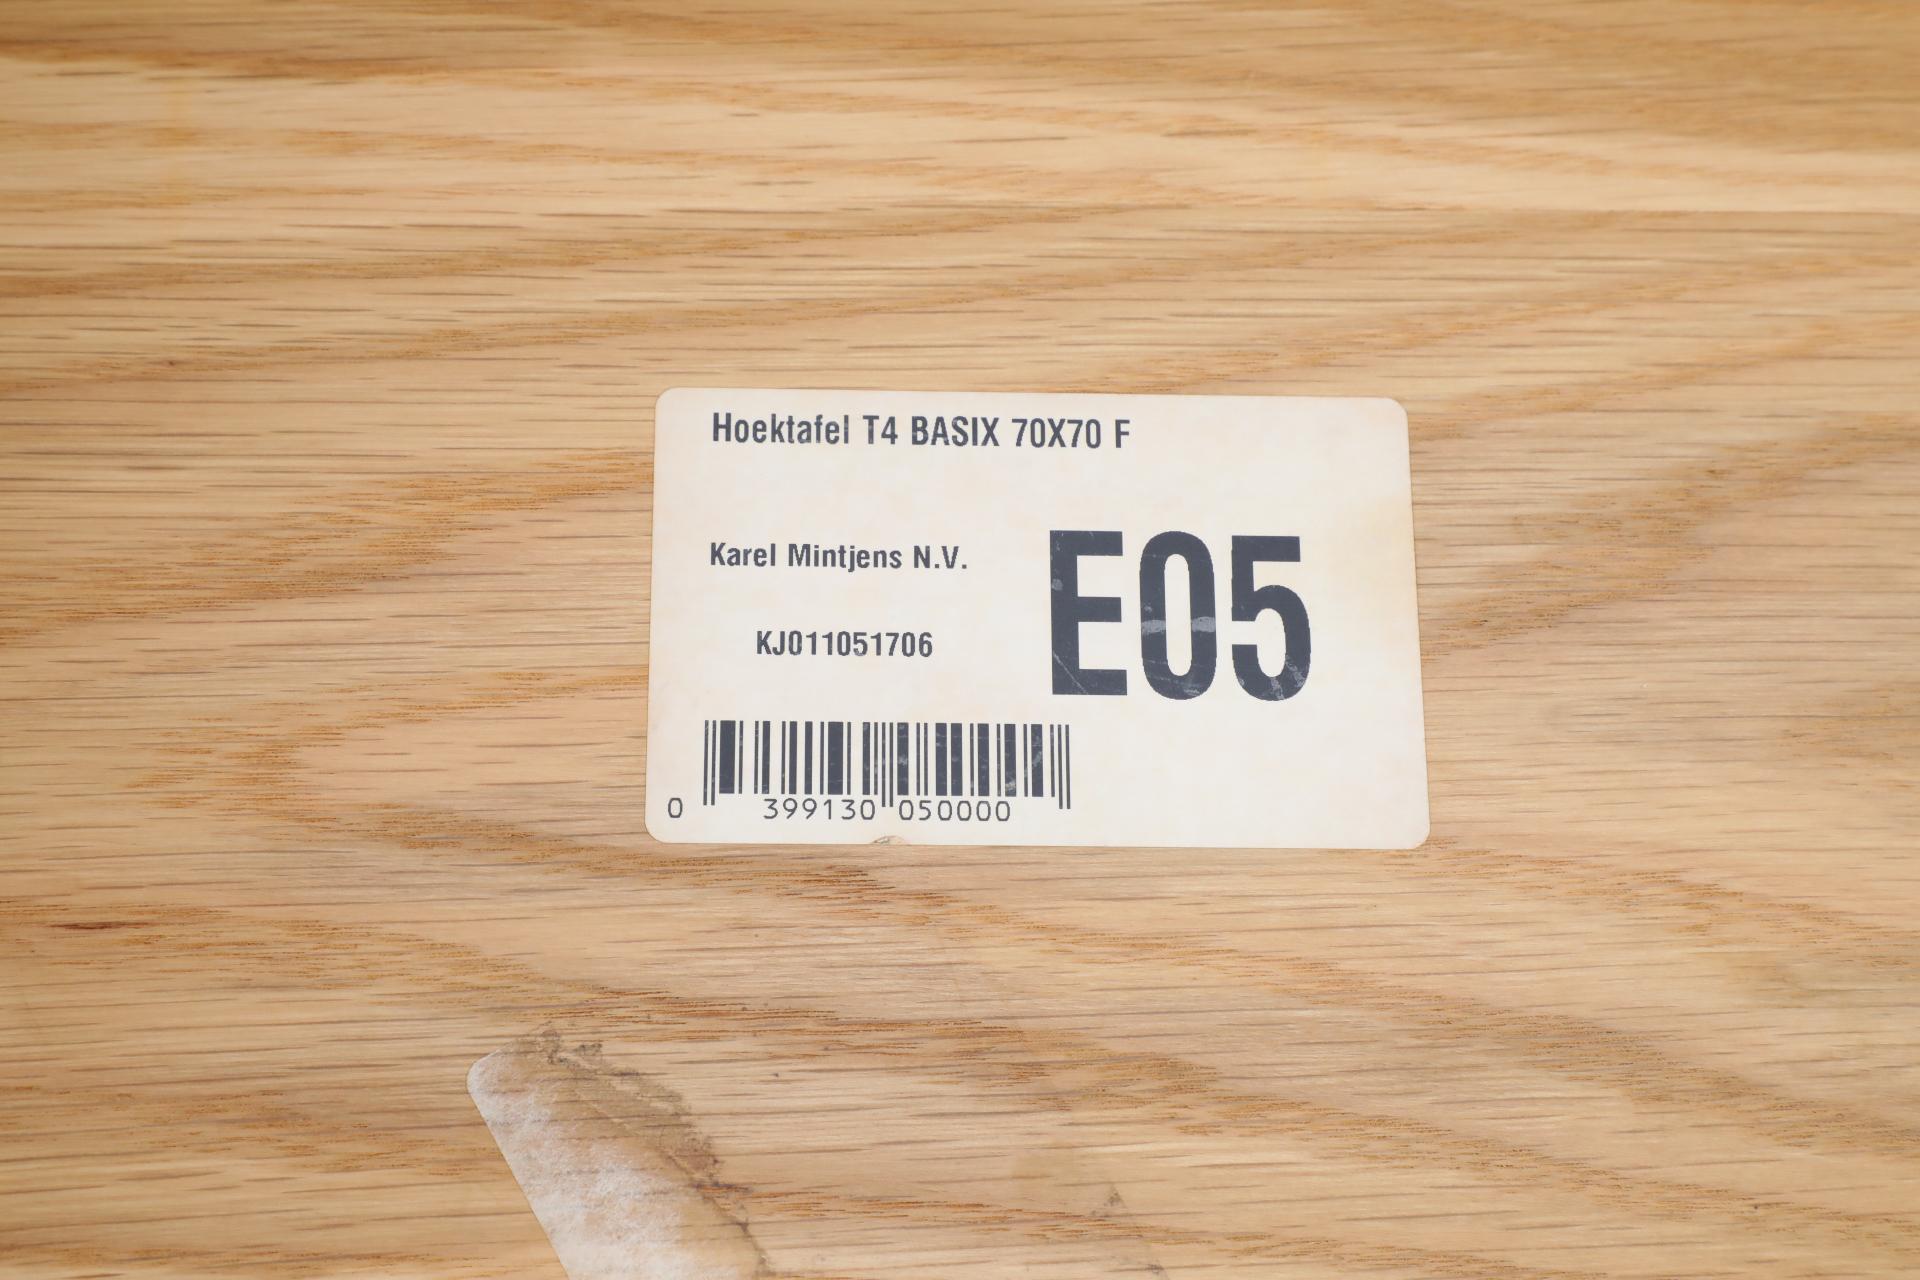 Hoektafel T4 BASIX 70X70 F
Karel Mintjens N.V.
E05
KJ011051706
0 399130 050000